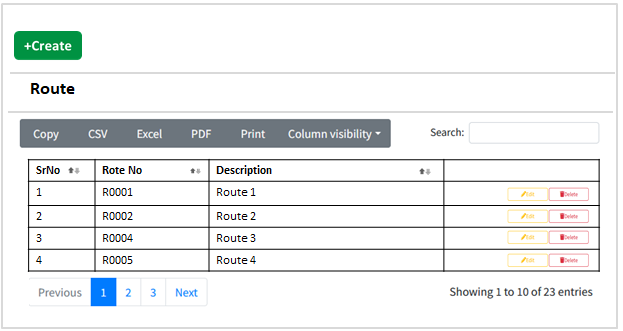 +Create
Route
Copy CSV Excel PDF Print Column visibility Search:
SrNo Rote No Description
1 R0001 Route 1 Edit Delete
2 R0002 Route 2 Edit Delete
3 R0004 Route 3 Edit Delete
4 R0005 Route 4 Edit Delete
Previous 1 2 3 Next Showing 1 to 10 of 23 entries